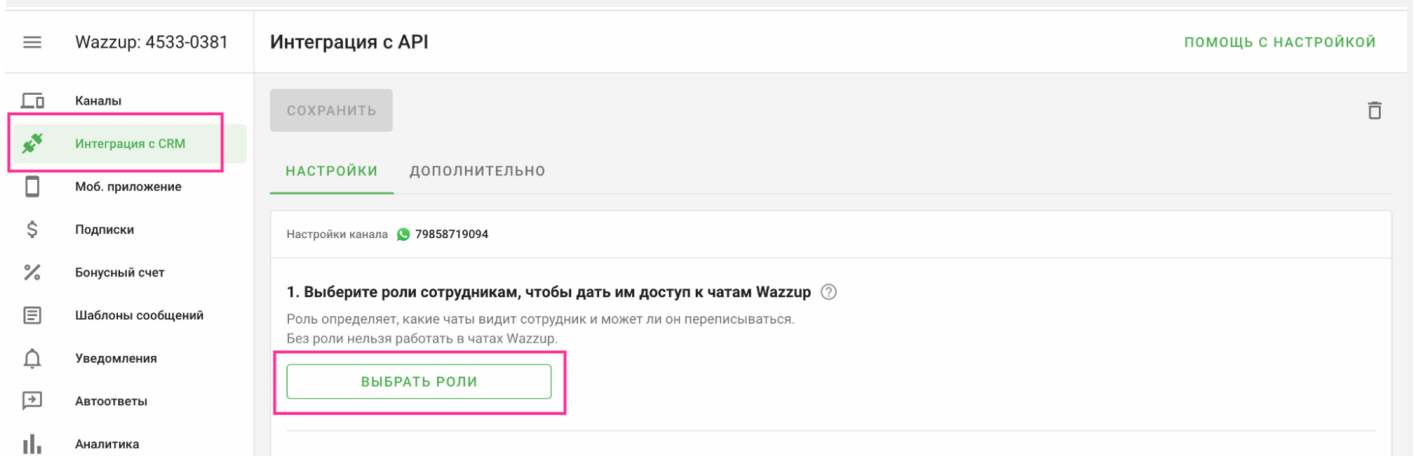 Wazzup: 4533-0381
Интеграция с API
ПОМОЩЬ С НАСТРОЙКОЙ
Каналы
Интеграция с CRM
Моб. приложение
Подписки
Бонусный счет
Шаблоны сообщений
Уведомления
Автоответы
Аналитика
СОХРАНИТЬ
НАСТРОЙКИ ДОПОЛНИТЕЛЬНО
Настройки канала 79858719094
1. Выберите роли сотрудникам, чтобы дать им доступ к чатам Wazzup ?
Роль определяет, какие чаты видит сотрудник и может ли он переписываться.
Без роли нельзя работать в чатах Wazzup.
ВЫБРАТЬ РОЛИ